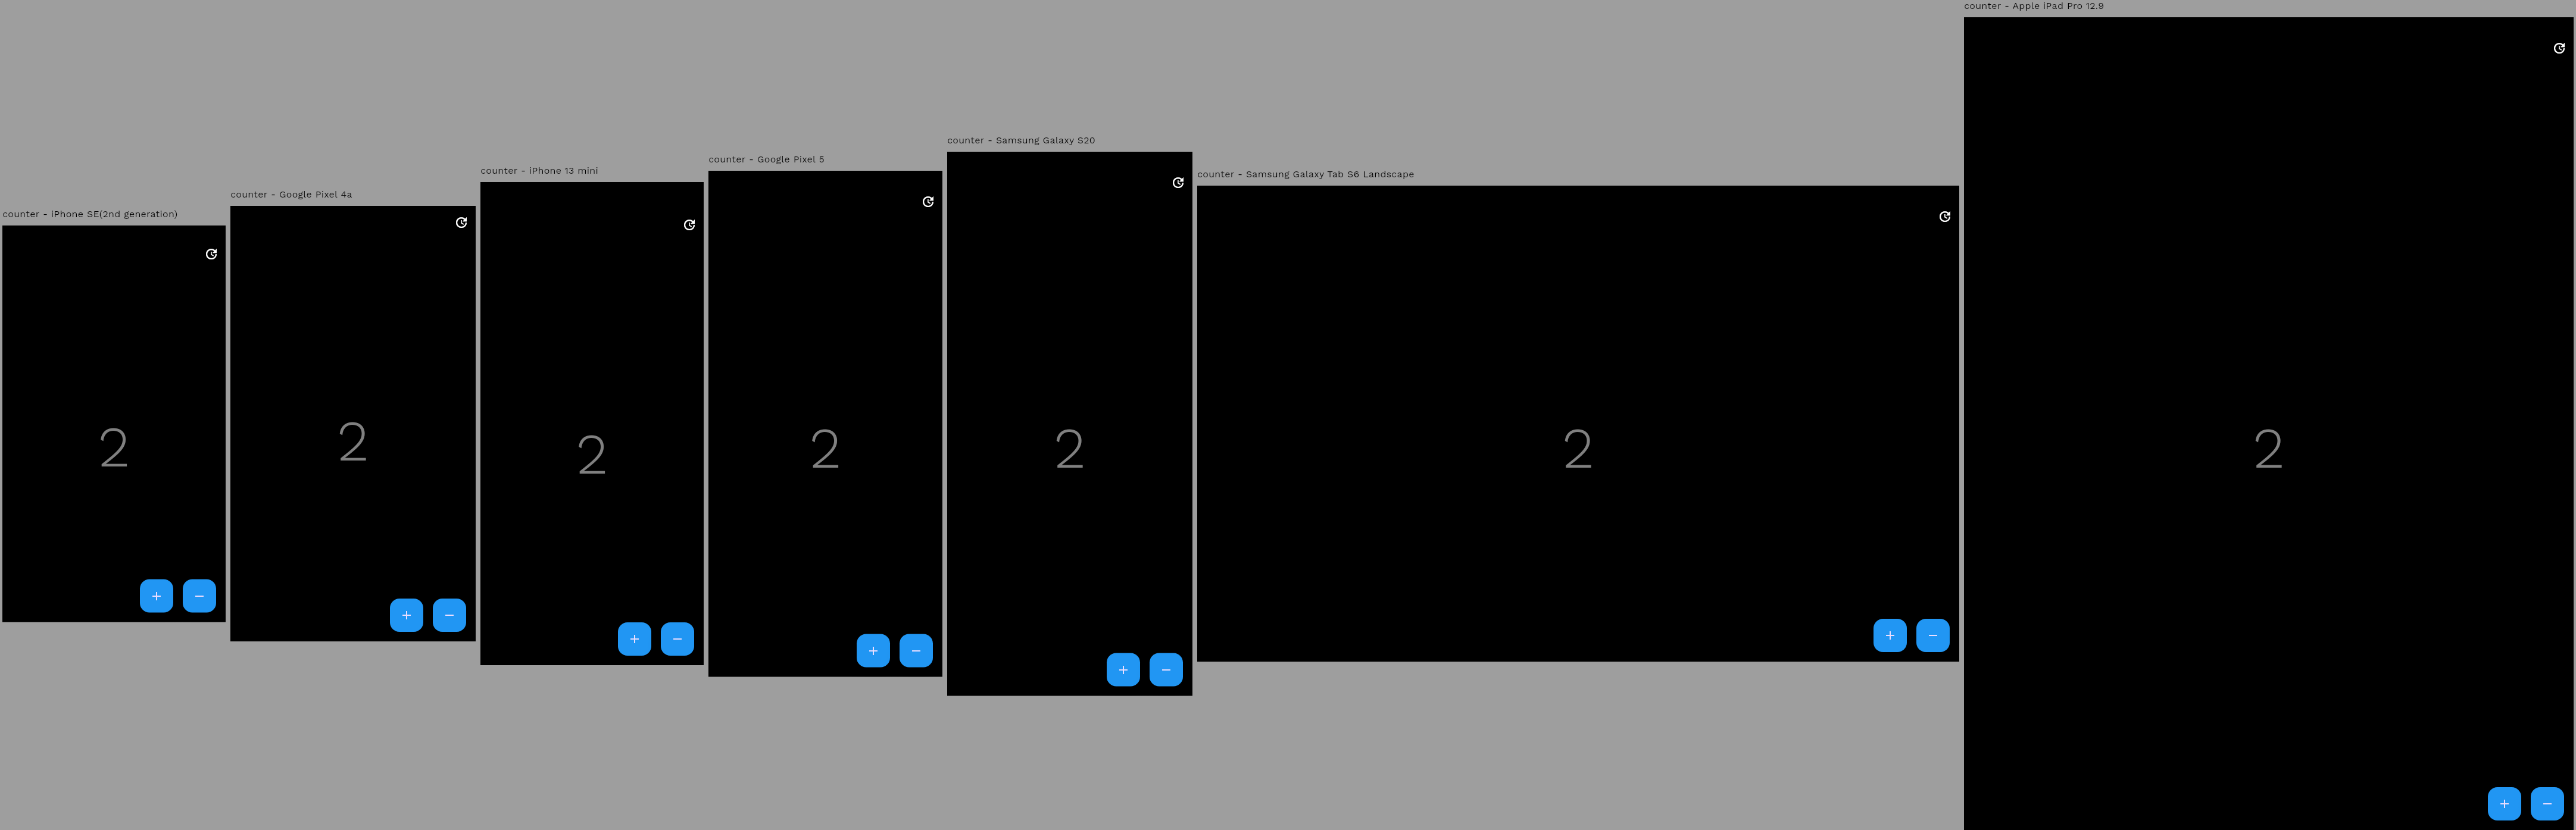 counter - iPhone SE(2nd generation)
2
+ −
counter - Google Pixel 4a
2
+ −
counter - iPhone 13 mini
2
+ −
counter - Google Pixel 5
2
+ −
counter - Samsung Galaxy S20
2
+ −
counter - Samsung Galaxy Tab S6 Landscape
2
+ −
counter - Apple iPad Pro 12.9
2
+ −